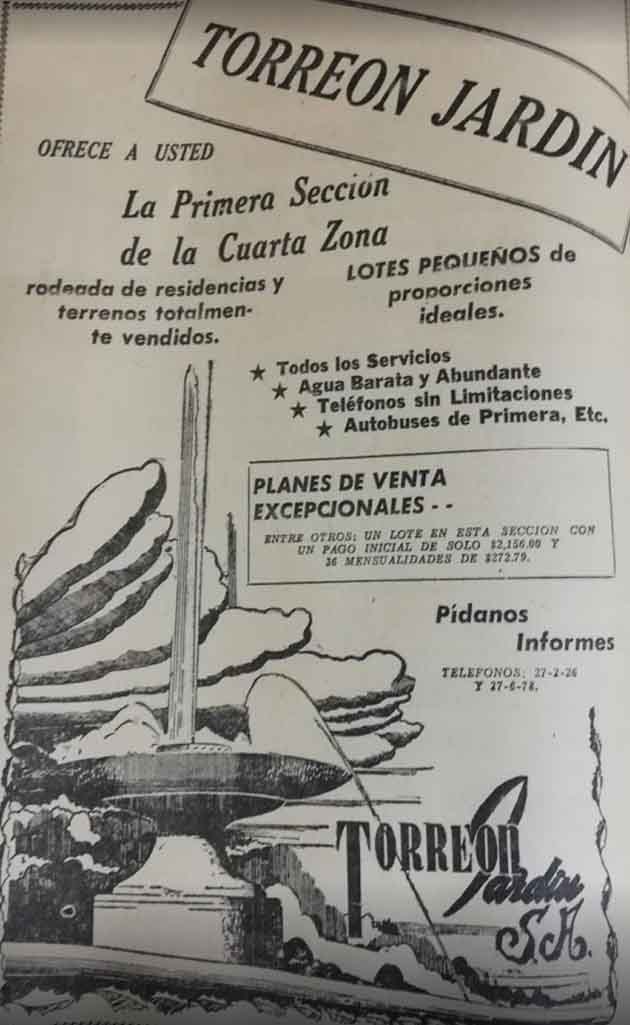 TORREON JARDIN
OFRECE A USTED
La Primera Sección
de la Cuarta Zona
rodeada de residencias y
terrenos totalmen-
te vendidos.
LOTES PEQUEÑOS de
proporciones
ideales.
★ Todos los Servicios
★ Agua Barata y Abundante
★ Teléfonos sin Limitaciones
★ Autobuses de Primera, Etc.
PLANES DE VENTA
EXCEPCIONALES - -
ENTRE OTROS: UN LOTE EN ESTA SECCION CON
UN PAGO INICIAL DE SOLO $2,156.00 Y
36 MENSUALIDADES DE $272.79.
Pídanos
Informes
TELEFONOS: 27-2-26
Y 27-6-78.
TORREON
Jardin
S.A.